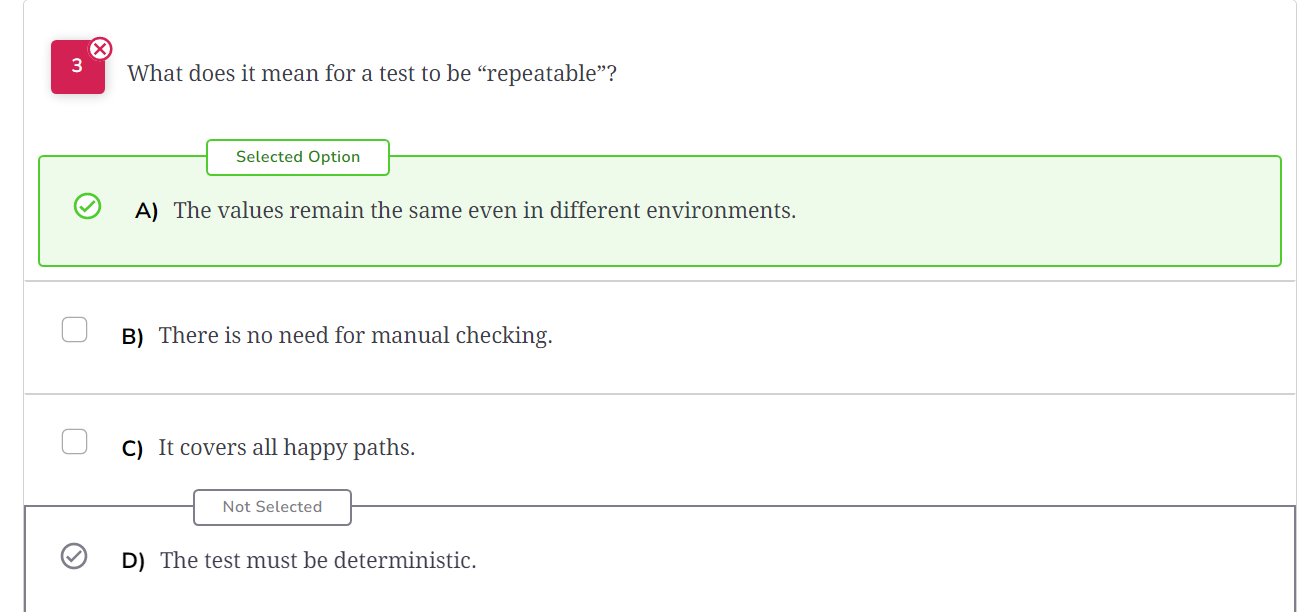 3
What does it mean for a test to be “repeatable”?
Selected Option
A) The values remain the same even in different environments.
B) There is no need for manual checking.
C) It covers all happy paths.
Not Selected
D) The test must be deterministic.